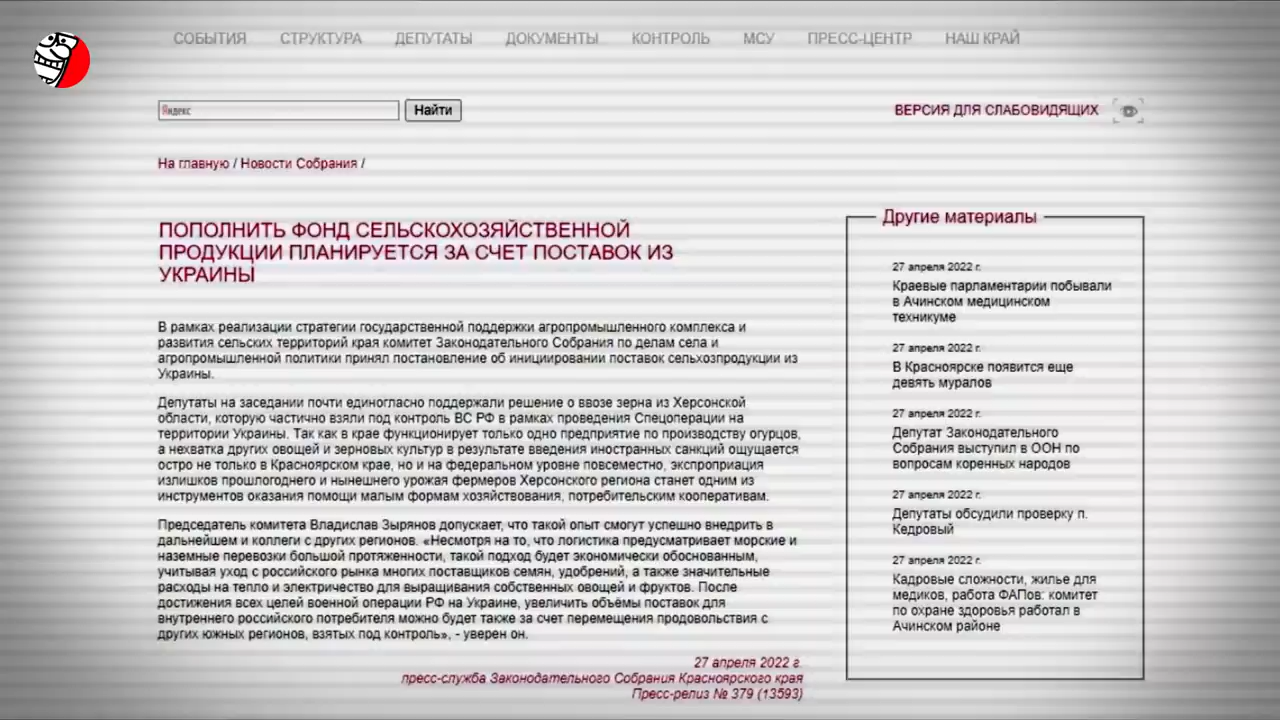 СОБЫТИЯ СТРУКТУРА ДЕПУТАТЫ ДОКУМЕНТЫ КОНТРОЛЬ МСУ ПРЕСС-ЦЕНТР НАШ КРАЙ
Яндекс Найти ВЕРСИЯ ДЛЯ СЛАБОВИДЯЩИХ
На главную / Новости Собрания /
ПОПОЛНИТЬ ФОНД СЕЛЬСКОХОЗЯЙСТВЕННОЙ
ПРОДУКЦИИ ПЛАНИРУЕТСЯ ЗА СЧЕТ ПОСТАВОК ИЗ
УКРАИНЫ
В рамках реализации стратегии государственной поддержки агропромышленного комплекса и
развития сельских территорий края комитет Законодательного Собрания по делам села и
агропромышленной политики принял постановление об инициировании поставок сельхозпродукции из
Украины.
Депутаты на заседании почти единогласно поддержали решение о ввозе зерна из Херсонской
области, которую частично взяли под контроль ВС РФ в рамках проведения Спецоперации на
территории Украины. Так как в крае функционирует только одно предприятие по производству огурцов,
а нехватка других овощей и зерновых культур в результате введения иностранных санкций ощущается
остро не только в Красноярском крае, но и на федеральном уровне повсеместно, экспроприация
излишков прошлогоднего и нынешнего урожая фермеров Херсонского региона станет одним из
инструментов оказания помощи малым формам хозяйствования, потребительским кооперативам.
Председатель комитета Владислав Зырянов допускает, что такой опыт смогут успешно внедрить в
дальнейшем и коллеги с других регионов. «Несмотря на то, что логистика предусматривает морские и
наземные перевозки большой протяженности, такой подход будет экономически обоснованным,
учитывая уход с российского рынка многих поставщиков семян, удобрений, а также значительные
расходы на тепло и электричество для выращивания собственных овощей и фруктов. После
достижения всех целей военной операции РФ на Украине, увеличить объёмы поставок для
внутреннего российского потребителя можно будет также за счет перемещения продовольствия с
других южных регионов, взятых под контроль», - уверен он.
27 апреля 2022 г.
пресс-служба Законодательного Собрания Красноярского края
Пресс-релиз № 379 (13593)
Другие материалы
27 апреля 2022 г.
Краевые парламентарии побывали
в Ачинском медицинском
техникуме
27 апреля 2022 г.
В Красноярске появится еще
девять муралов
27 апреля 2022 г.
Депутат Законодательного
Собрания выступил в ООН по
вопросам коренных народов
27 апреля 2022 г.
Депутаты обсудили проверку п.
Кедровый
27 апреля 2022 г.
Кадровые сложности, жилье для
медиков, работа ФАПов: комитет
по охране здоровья работал в
Ачинском районе